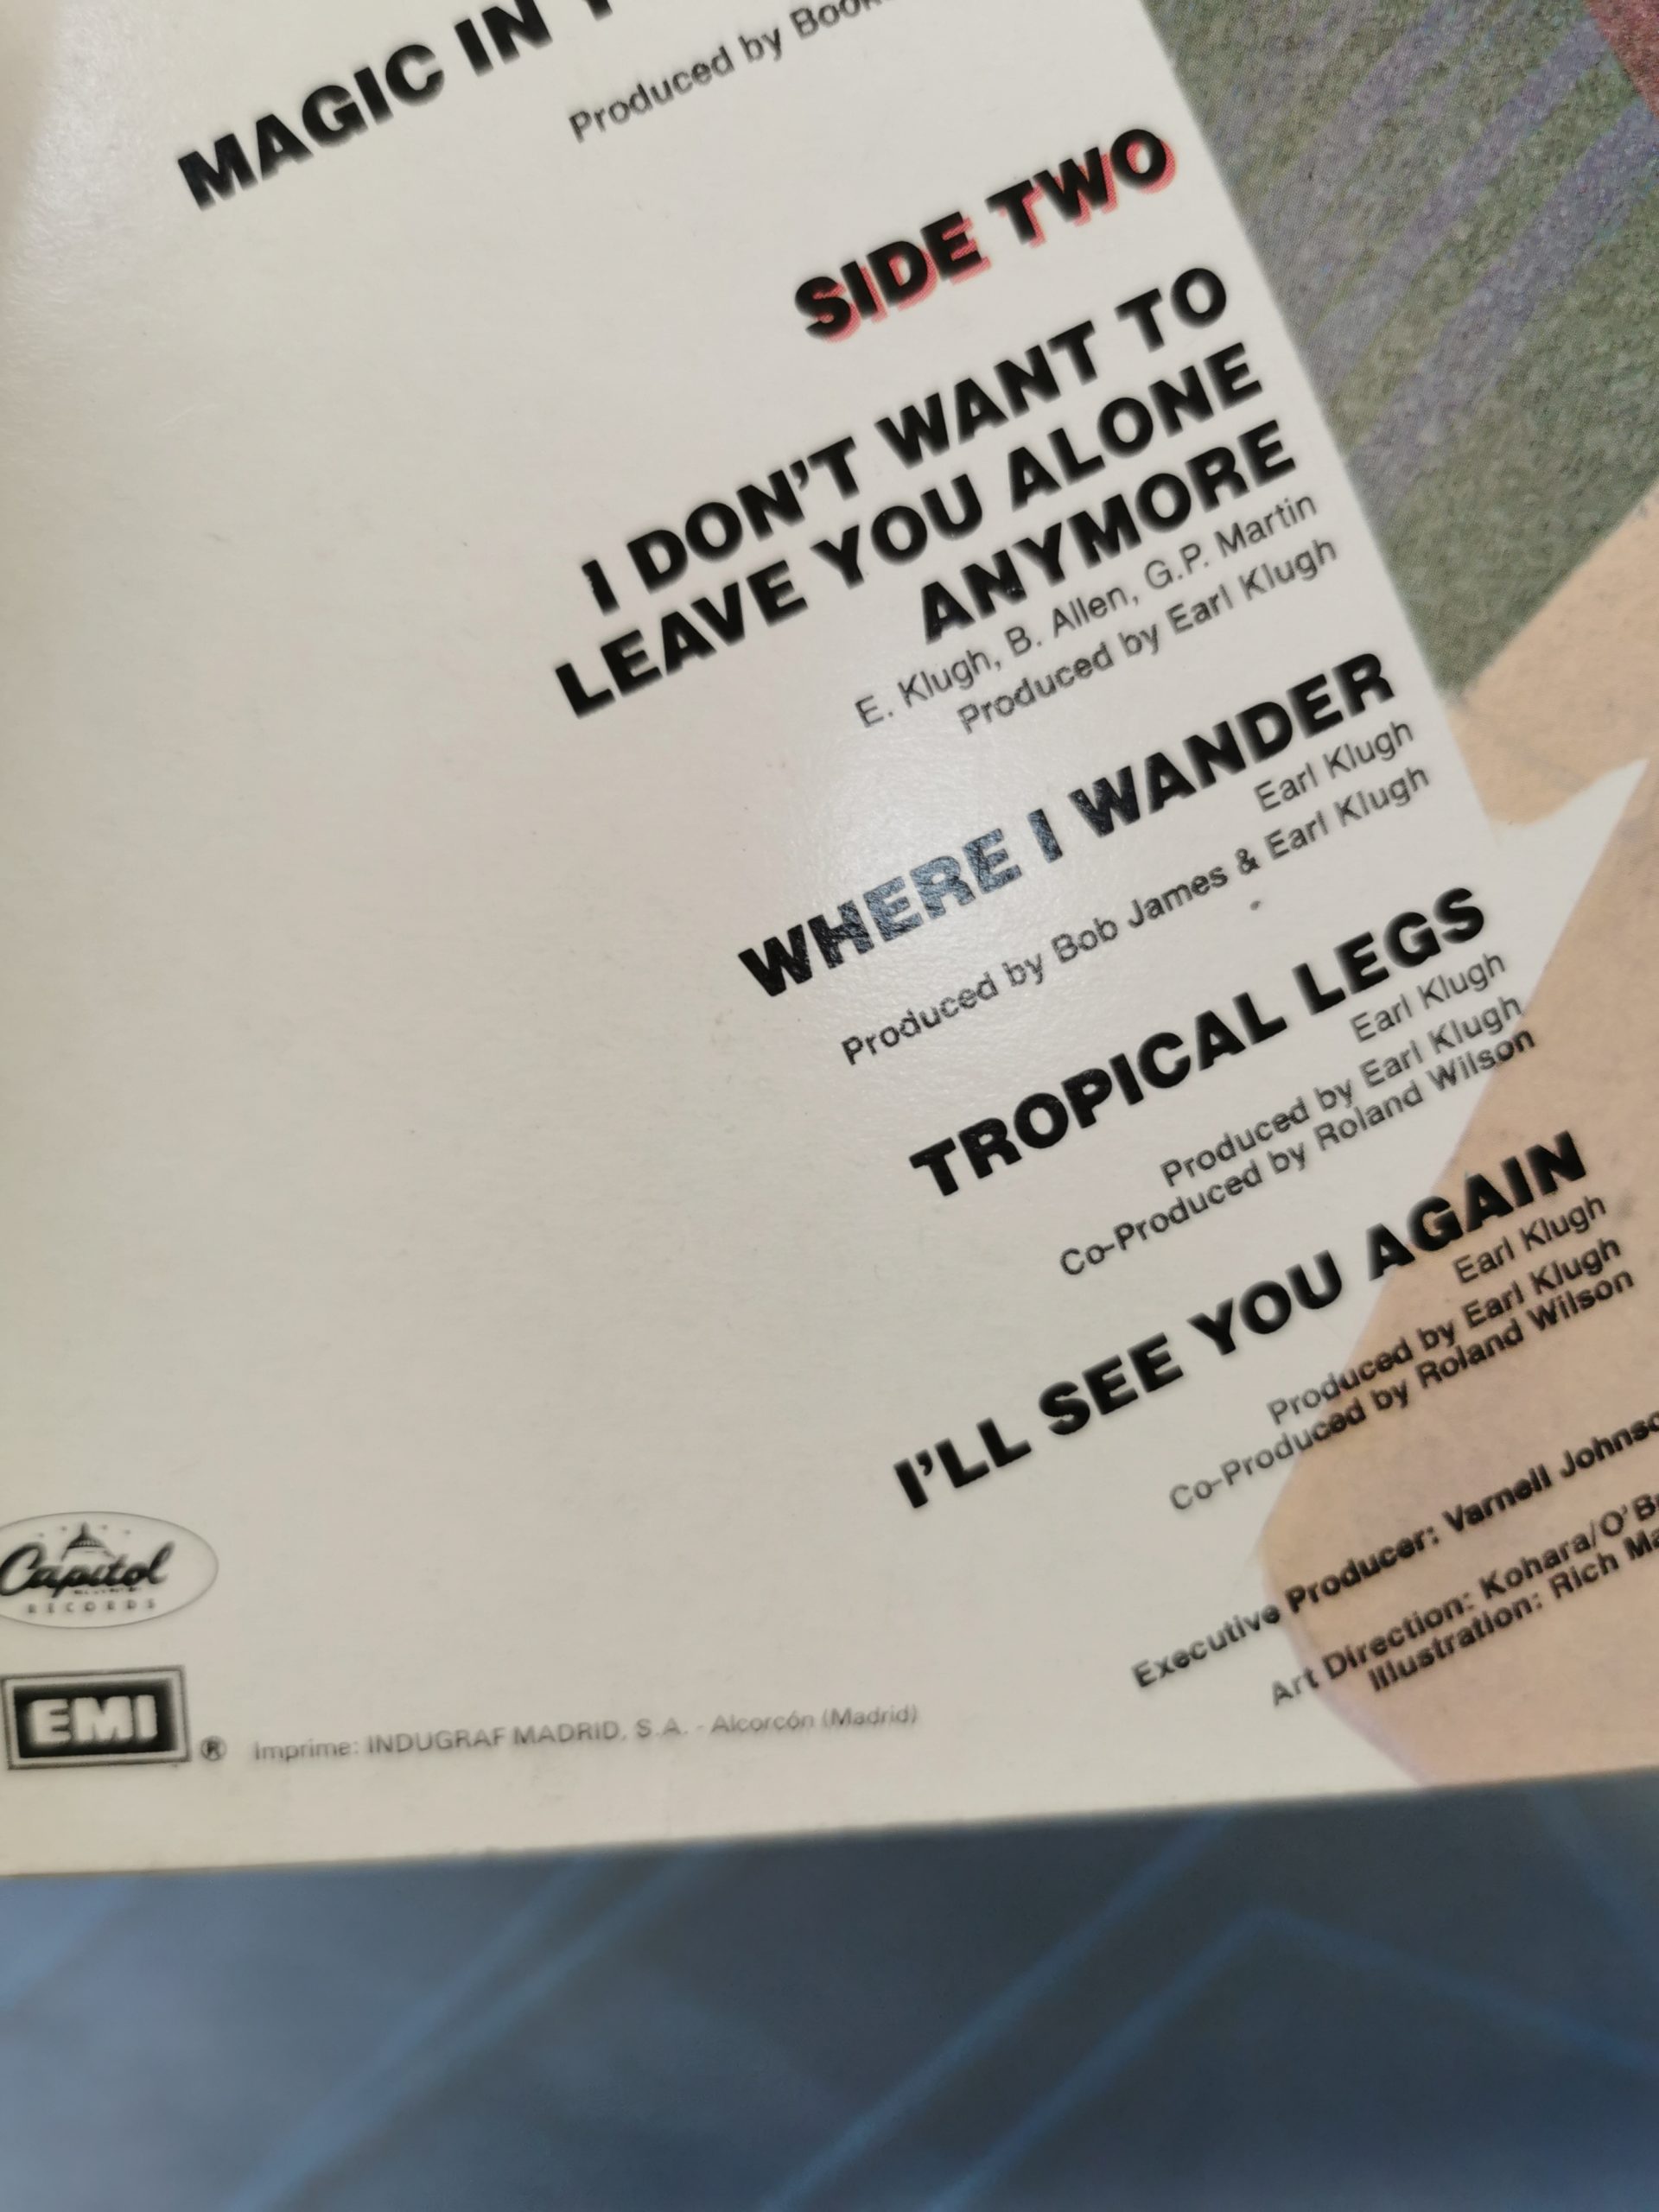 MAGIC IN
Produced by
SIDE TWO
I DON'T WANT TO
LEAVE YOU ALONE
ANYMORE
E. Klugh, B. Allen, G.P. Martin
Produced by Earl Klugh
WHERE I WANDER
Earl Klugh
Produced by Bob James & Earl Klugh
TROPICAL LEGS
Earl Klugh
Produced by Earl Klugh
Co-Produced by Roland Wilson
I'LL SEE YOU AGAIN
Earl Klugh
Produced by Earl Klugh
Co-Produced by Roland Wilson
Executive Producer: Varnell
Art Direction: Kohara/
Illustration: Rich
Capitol
RECORDS
EMI
® Imprime: INDUGRAF MADRID, S.A. - Alcorcón (Madrid)